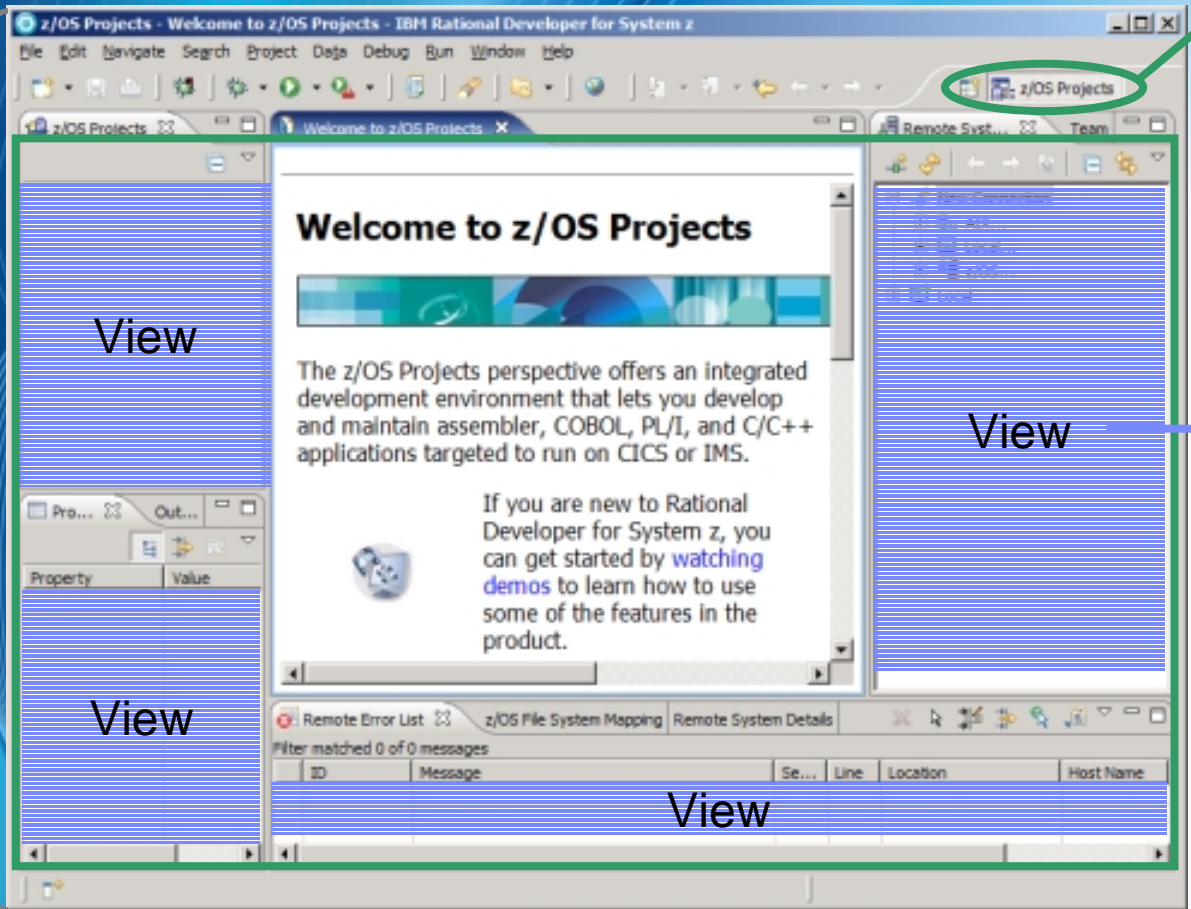 z/OS Projects - Welcome to z/OS Projects - IBM Rational Developer for System z
File Edit Navigate Search Project Data Debug Run Window Help
z/OS Projects
z/OS Projects
Welcome to z/OS Projects
Remote Syst...
Team
Welcome to z/OS Projects
View
The z/OS Projects perspective offers an integrated
development environment that lets you develop
and maintain assembler, COBOL, PL/I, and C/C++
applications targeted to run on CICS or IMS.
View
If you are new to Rational
Developer for System z, you
can get started by watching
demos to learn how to use
some of the features in the
product.
Pro...
Out...
Property Value
View
Remote Error List
z/OS File System Mapping
Remote System Details
Filter matched 0 of 0 messages
ID Message Se... Line Location Host Name
View